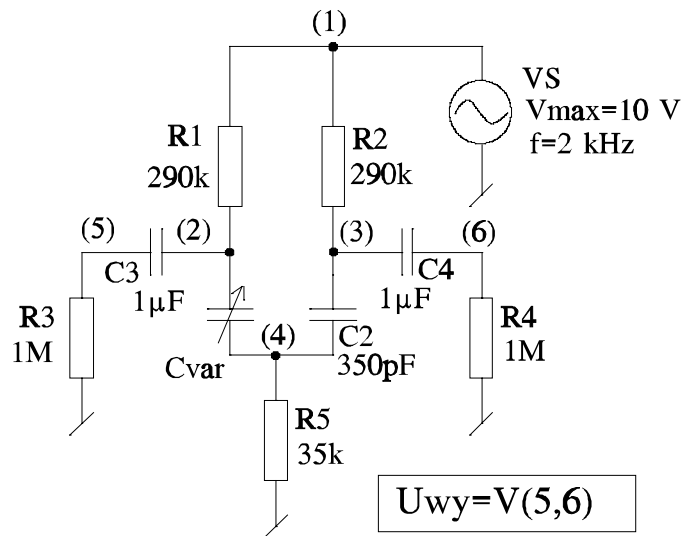 (1)
VS
Vmax=10 V
f=2 kHz
R1
290k
R2
290k
(5)
(2)
(3)
(6)
C3
1µF
C4
1µF
R3
1M
Cvar
(4)
C2
350pF
R4
1M
R5
35k
Uwy=V(5,6)